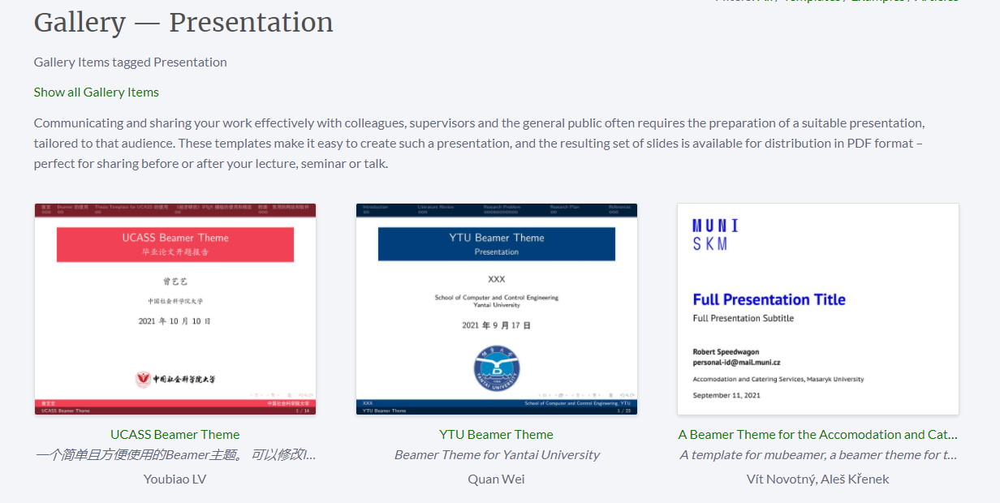 Gallery — Presentation
Gallery Items tagged Presentation
Show all Gallery Items
Communicating and sharing your work effectively with colleagues, supervisors and the general public often requires the preparation of a suitable presentation,
tailored to that audience. These templates make it easy to create such a presentation, and the resulting set of slides is available for distribution in PDF format –
perfect for sharing before or after your lecture, seminar or talk.
UCASS Beamer Theme
毕业论文开题报告
曾艺艺
中国社会科学院大学
2021 年 10 月 10 日
中国社会科学院大学
曾艺艺 中国社会科学院大学
UCASS Beamer Theme 1 / 14
UCASS Beamer Theme
一个简单且方便使用的Beamer主题。 可以修改l...
Youbiao LV
Introduction Literature Review Research Problem Research Plan References
YTU Beamer Theme
Presentation
XXX
School of Computer and Control Engineering
Yantai University
2021 年 9 月 17 日
YANTAI UNIVERSITY
XXX School of Computer and Control Engineering, YTU
YTU Beamer Theme 1 / 23
YTU Beamer Theme
Beamer Theme for Yantai University
Quan Wei
MUNI
SKM
Full Presentation Title
Full Presentation Subtitle
Robert Speedwagon
personal-id@mail.muni.cz
Accomodation and Catering Services, Masaryk University
September 11, 2021
A Beamer Theme for the Accomodation and Cat...
A template for mubeamer, a beamer theme for t...
Vít Novotný, Aleš Křenek